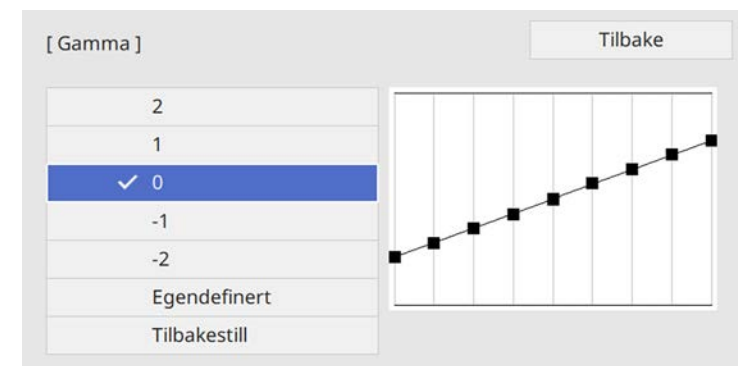 [ Gamma ]
Tilbake
2
1
0
-1
-2
Egendefinert
Tilbakestill